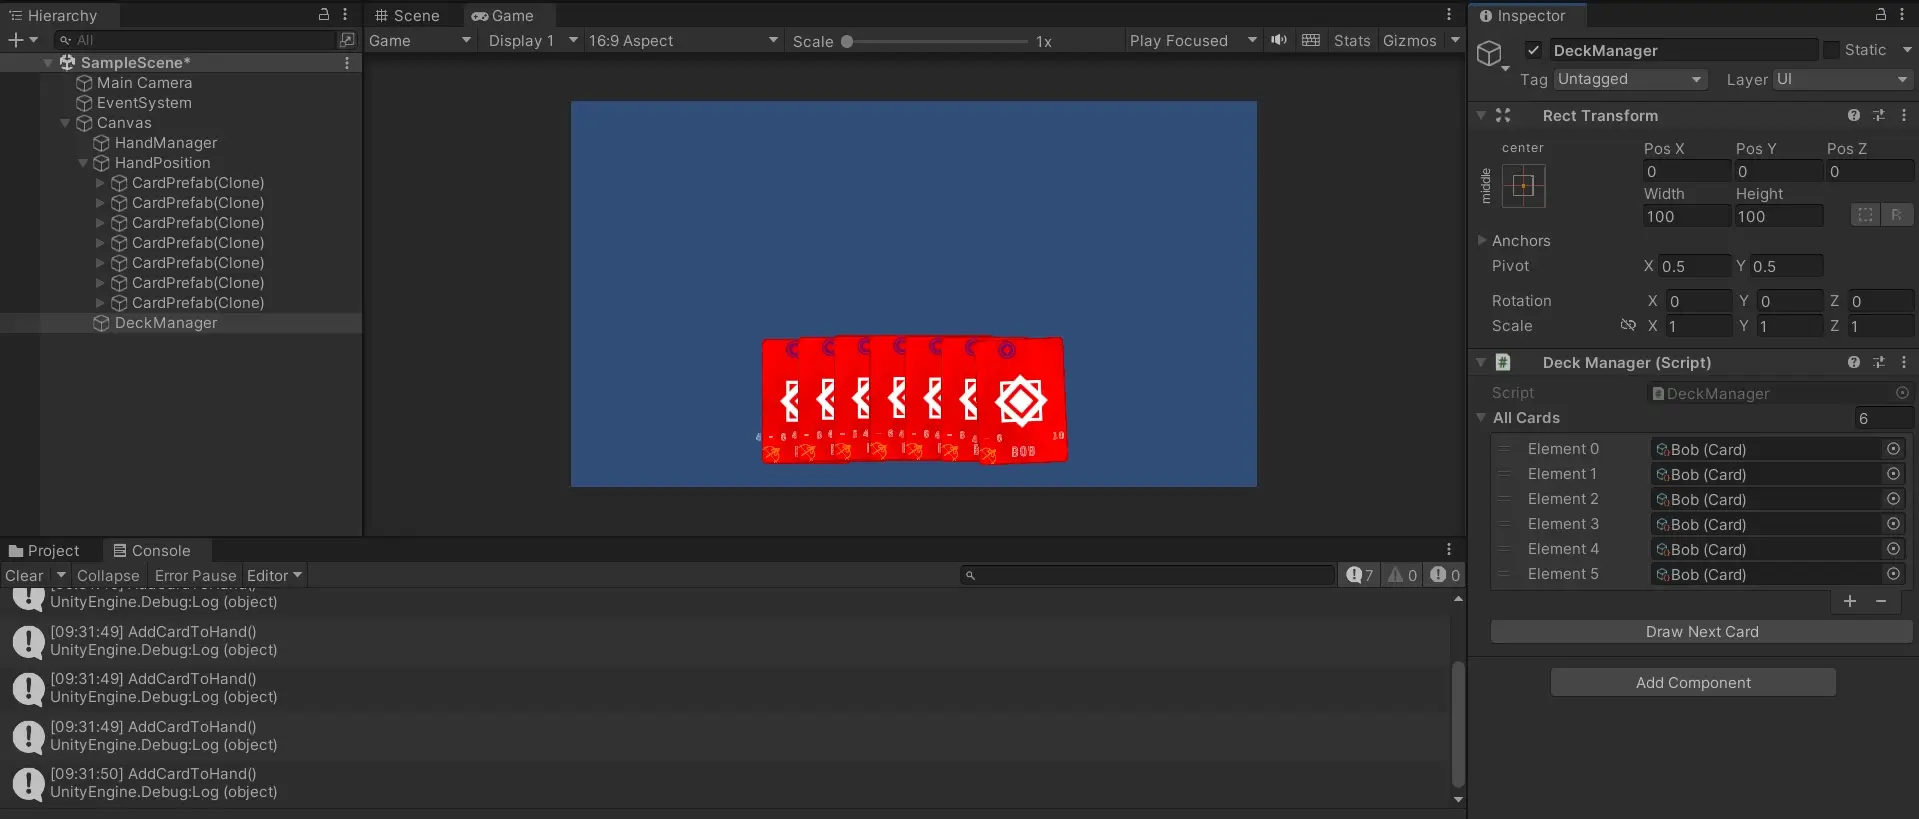 Hierarchy
All
SampleScene*
Main Camera
EventSystem
Canvas
HandManager
HandPosition
CardPrefab(Clone)
CardPrefab(Clone)
CardPrefab(Clone)
CardPrefab(Clone)
CardPrefab(Clone)
CardPrefab(Clone)
CardPrefab(Clone)
DeckManager
Scene Game
Game Display 1 16:9 Aspect Scale 1x Play Focused Stats Gizmos
BOB
Project Console
Clear Collapse Error Pause Editor 7 0 0
UnityEngine.Debug:Log (object)
[09:31:49] AddCardToHand()
UnityEngine.Debug:Log (object)
[09:31:49] AddCardToHand()
UnityEngine.Debug:Log (object)
[09:31:49] AddCardToHand()
UnityEngine.Debug:Log (object)
[09:31:50] AddCardToHand()
UnityEngine.Debug:Log (object)
Inspector
DeckManager Static
Tag Untagged Layer UI
Rect Transform
center
middle
Pos X Pos Y Pos Z
0 0 0
Width Height
100 100 R
Anchors
Pivot X 0.5 Y 0.5
Rotation X 0 Y 0 Z 0
Scale X 1 Y 1 Z 1
# Deck Manager (Script)
Script DeckManager
All Cards 6
Element 0 Bob (Card)
Element 1 Bob (Card)
Element 2 Bob (Card)
Element 3 Bob (Card)
Element 4 Bob (Card)
Element 5 Bob (Card)
+ −
Draw Next Card
Add Component